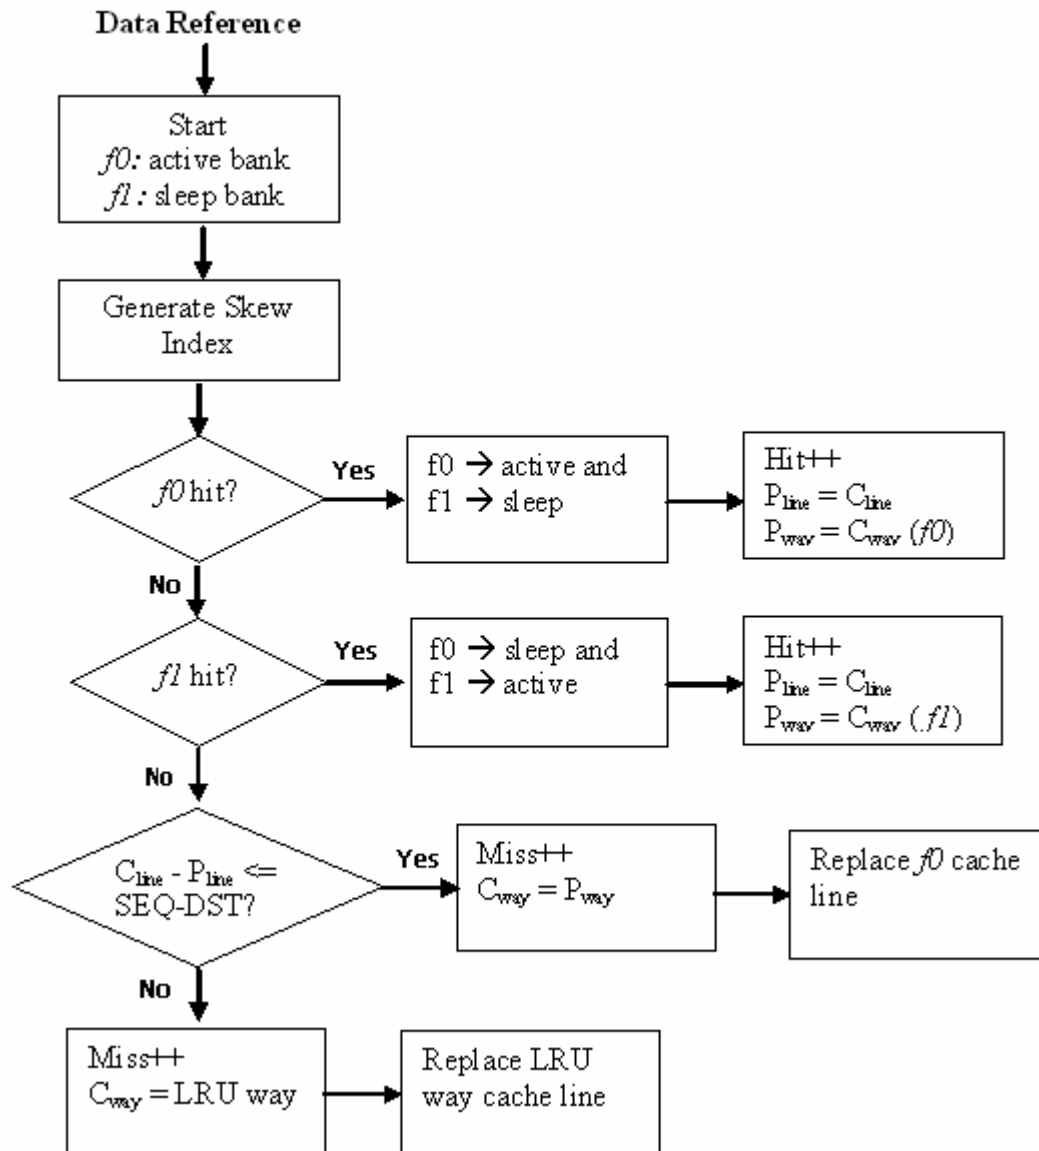 Data Reference
Start
f0: active bank
f1: sleep bank
Generate Skew
Index
f0 hit?
Yes
f0 → active and
f1 → sleep
Hit++
Pline = Cline
Pway = Cway (f0)
No
f1 hit?
Yes
f0 → sleep and
f1 → active
Hit++
Pline = Cline
Pway = Cway (f1)
No
Cline - Pline <=
SEQ-DST?
Yes
Miss++
Cway = Pway
Replace f0 cache
line
No
Miss++
Cway = LRU way
Replace LRU
way cache line